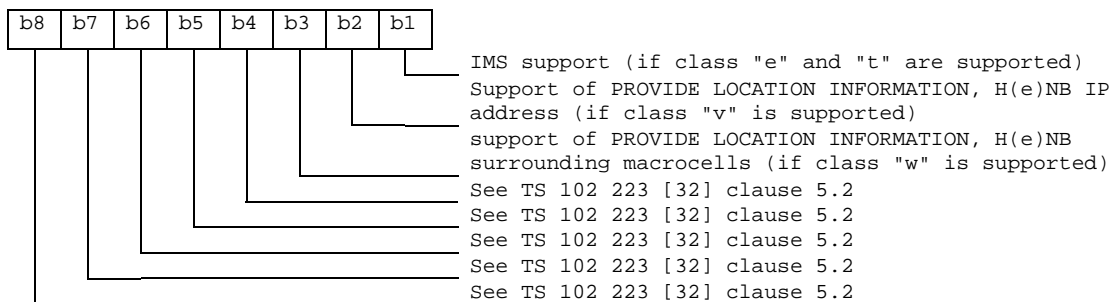 b8 b7 b6 b5 b4 b3 b2 b1
IMS support (if class "e" and "t" are supported)
Support of PROVIDE LOCATION INFORMATION, H(e)NB IP
address (if class "v" is supported)
support of PROVIDE LOCATION INFORMATION, H(e)NB
surrounding macrocells (if class "w" is supported)
See TS 102 223 [32] clause 5.2
See TS 102 223 [32] clause 5.2
See TS 102 223 [32] clause 5.2
See TS 102 223 [32] clause 5.2
See TS 102 223 [32] clause 5.2